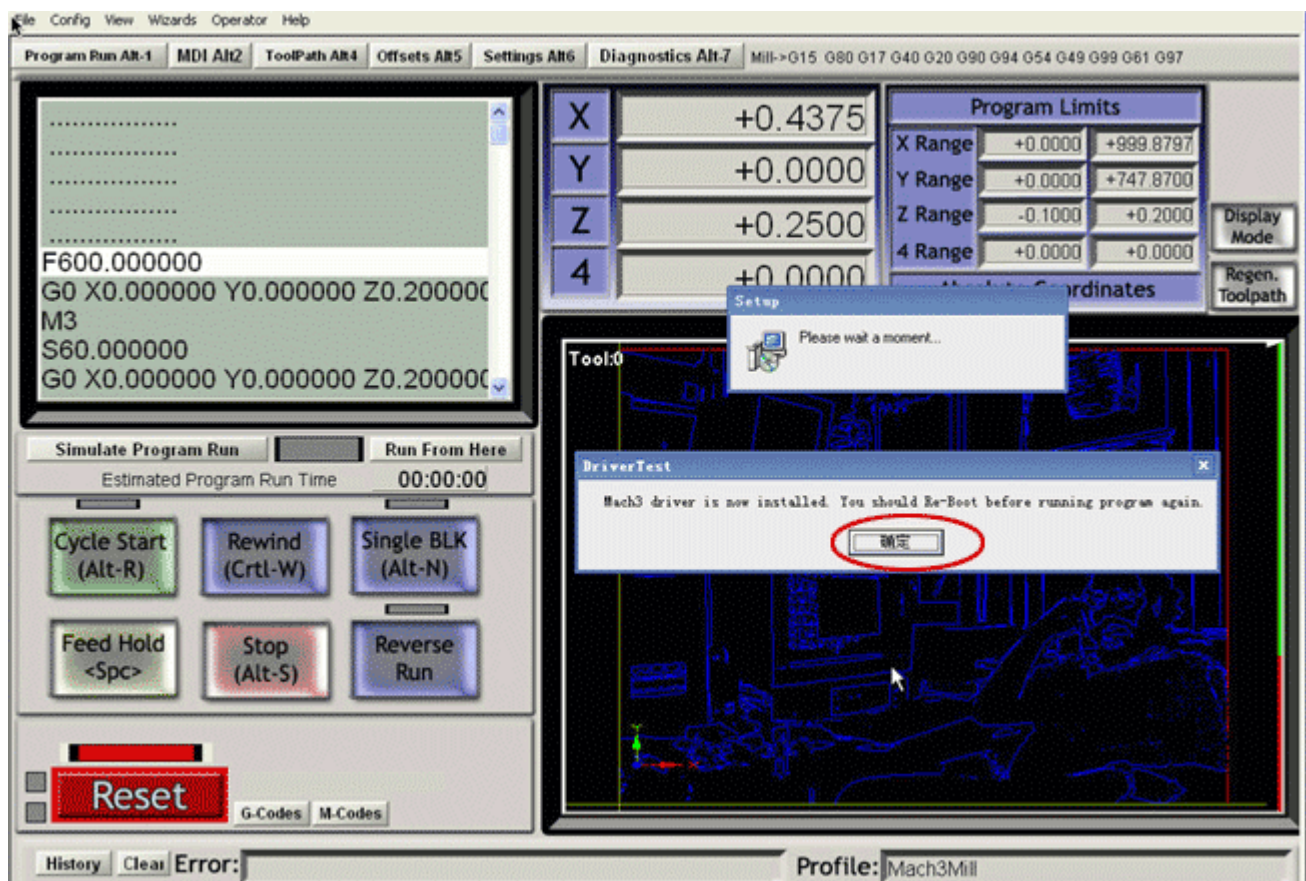 File Config View Wizards Operator Help
Program Run Alt-1 MDI Alt2 ToolPath Alt4 Offsets Alt5 Settings Alt6 Diagnostics Alt-7 Mill->G15 G80 G17 G40 G20 G90 G94 G54 G49 G99 G61 G97
................
................
................
................
F600.000000
G0 X0.000000 Y0.000000 Z0.200000
M3
S60.000000
G0 X0.000000 Y0.000000 Z0.200000
X +0.4375
Y +0.0000
Z +0.2500
4 +0.0000
Program Limits
X Range +0.0000 +999.8797
Y Range +0.0000 +747.8700
Z Range -0.1000 +0.2000
4 Range +0.0000 +0.0000
Display
Mode
Regen.
Toolpath
Setup
Please wait a moment...
Tool:0
DriverTest
Mach3 driver is now installed. You should Re-Boot before running program again.
确定
Simulate Program Run Run From Here
Estimated Program Run Time 00:00:00
Cycle Start
(Alt-R)
Rewind
(Crtl-W)
Single BLK
(Alt-N)
Feed Hold
<Spc>
Stop
(Alt-S)
Reverse
Run
Y
X
Reset
G-Codes M-Codes
History Clear Error:
Profile: Mach3Mill